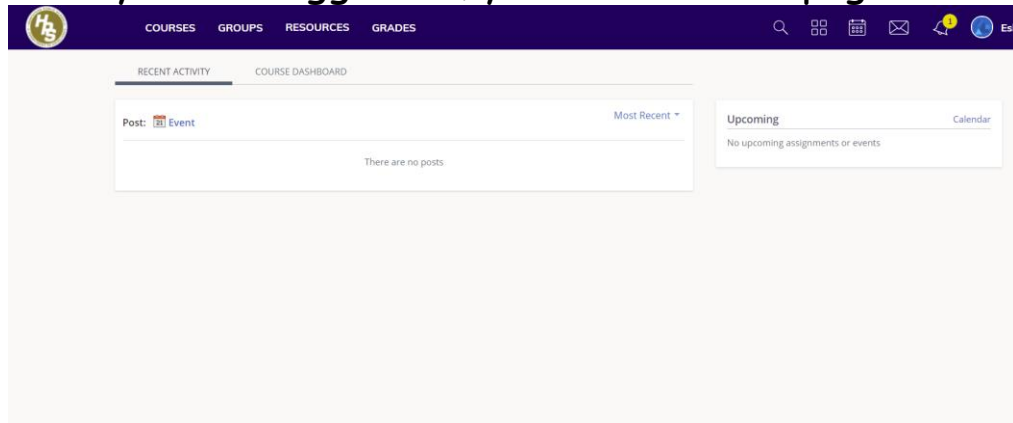 COURSES GROUPS RESOURCES GRADES 1
RECENT ACTIVITY COURSE DASHBOARD
Post: Event Most Recent
There are no posts
Upcoming Calendar
No upcoming assignments or events